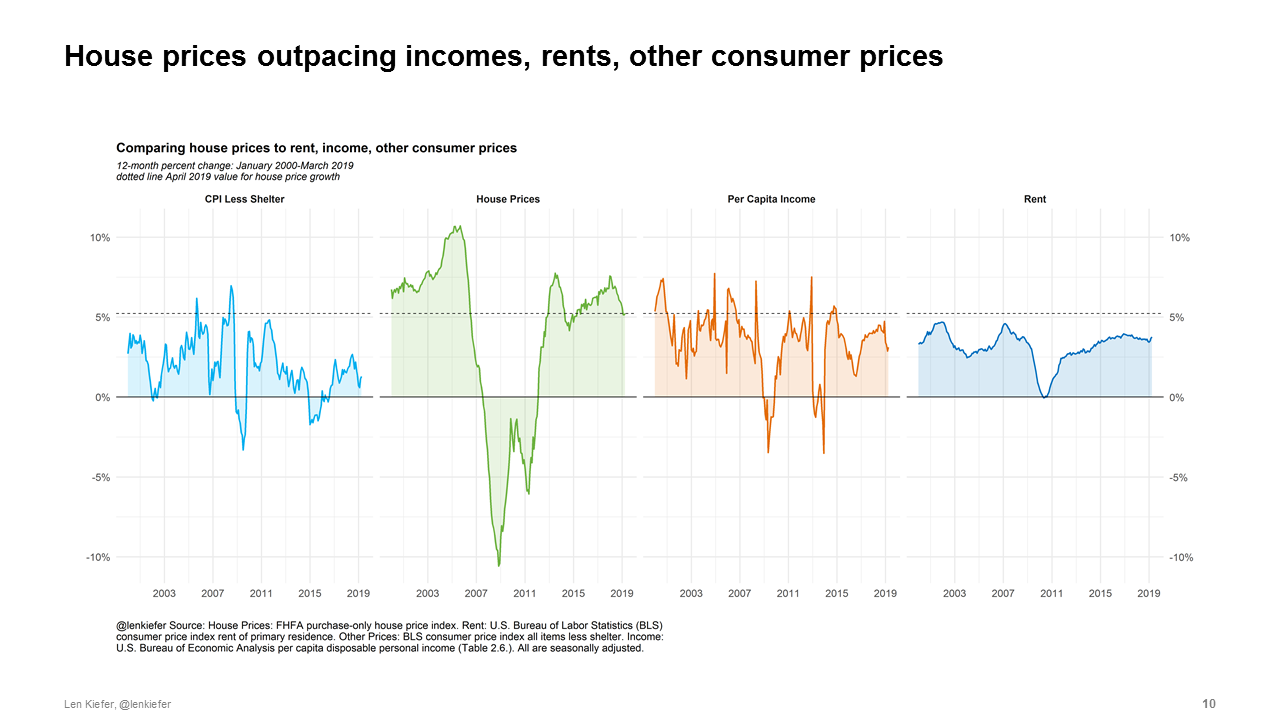 House prices outpacing incomes, rents, other consumer prices
Comparing house prices to rent, income, other consumer prices
12-month percent change: January 2000-March 2019
dotted line April 2019 value for house price growth
CPI Less Shelter
House Prices
Per Capita Income
Rent
10%
5%
0%
-5%
-10%
10%
5%
0%
-5%
-10%
2003 2007 2011 2015 2019
2003 2007 2011 2015 2019
2003 2007 2011 2015 2019
2003 2007 2011 2015 2019
@lenkiefer Source: House Prices: FHFA purchase-only house price index. Rent: U.S. Bureau of Labor Statistics (BLS)
consumer price index rent of primary residence. Other Prices: BLS consumer price index all items less shelter. Income:
U.S. Bureau of Economic Analysis per capita disposable personal income (Table 2.6.). All are seasonally adjusted.
Len Kiefer, @lenkiefer
10